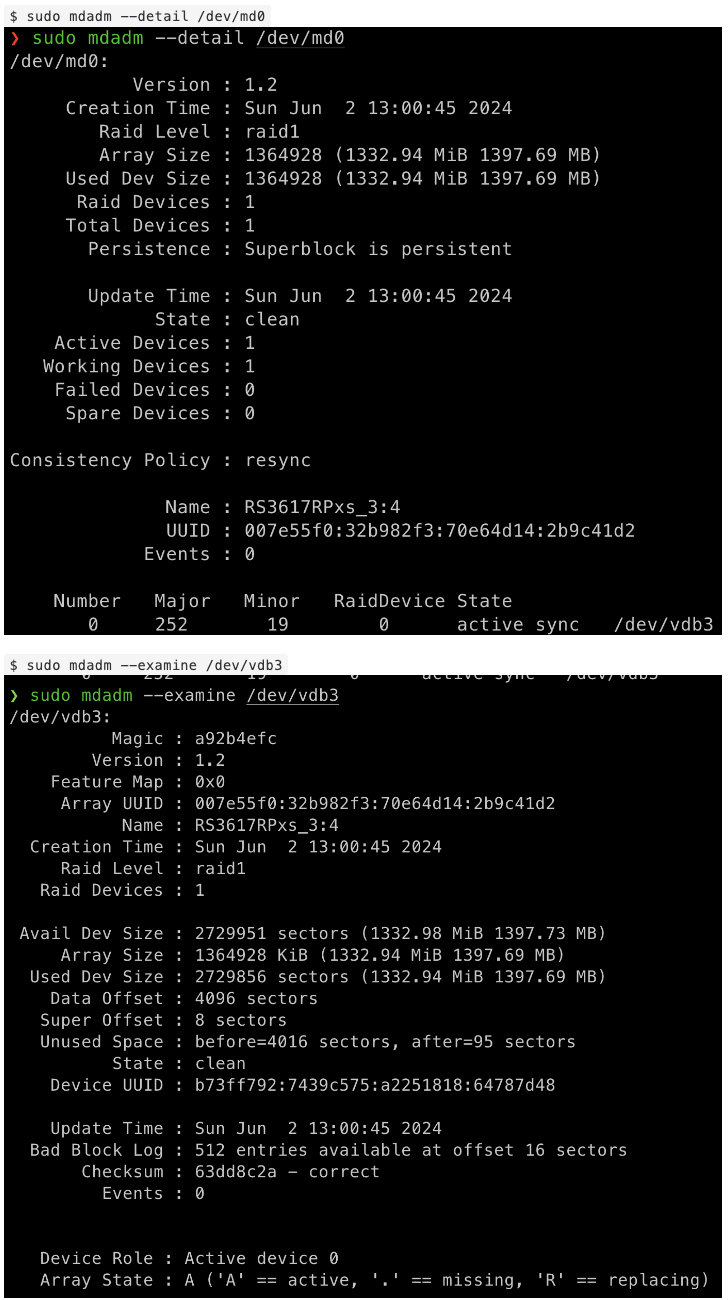 $ sudo mdadm --detail /dev/md0
❯ sudo mdadm --detail /dev/md0
/dev/md0:
Version : 1.2
Creation Time : Sun Jun  2 13:00:45 2024
Raid Level : raid1
Array Size : 1364928 (1332.94 MiB 1397.69 MB)
Used Dev Size : 1364928 (1332.94 MiB 1397.69 MB)
Raid Devices : 1
Total Devices : 1
Persistence : Superblock is persistent
Update Time : Sun Jun  2 13:00:45 2024
State : clean
Active Devices : 1
Working Devices : 1
Failed Devices : 0
Spare Devices : 0
Consistency Policy : resync
Name : RS3617RPxs_3:4
UUID : 007e55f0:32b982f3:70e64d14:2b9c41d2
Events : 0
Number   Major   Minor   RaidDevice State
0     252       19        0      active sync   /dev/vdb3
$ sudo mdadm --examine /dev/vdb3
0     252       19        0      active sync   /dev/vdb3
❯ sudo mdadm --examine /dev/vdb3
/dev/vdb3:
Magic : a92b4efc
Version : 1.2
Feature Map : 0x0
Array UUID : 007e55f0:32b982f3:70e64d14:2b9c41d2
Name : RS3617RPxs_3:4
Creation Time : Sun Jun  2 13:00:45 2024
Raid Level : raid1
Raid Devices : 1
Avail Dev Size : 2729951 sectors (1332.98 MiB 1397.73 MB)
Array Size : 1364928 KiB (1332.94 MiB 1397.69 MB)
Used Dev Size : 2729856 sectors (1332.94 MiB 1397.69 MB)
Data Offset : 4096 sectors
Super Offset : 8 sectors
Unused Space : before=4016 sectors, after=95 sectors
State : clean
Device UUID : b73ff792:7439c575:a2251818:64787d48
Update Time : Sun Jun  2 13:00:45 2024
Bad Block Log : 512 entries available at offset 16 sectors
Checksum : 63dd8c2a - correct
Events : 0
Device Role : Active device 0
Array State : A ('A' == active, '.' == missing, 'R' == replacing)